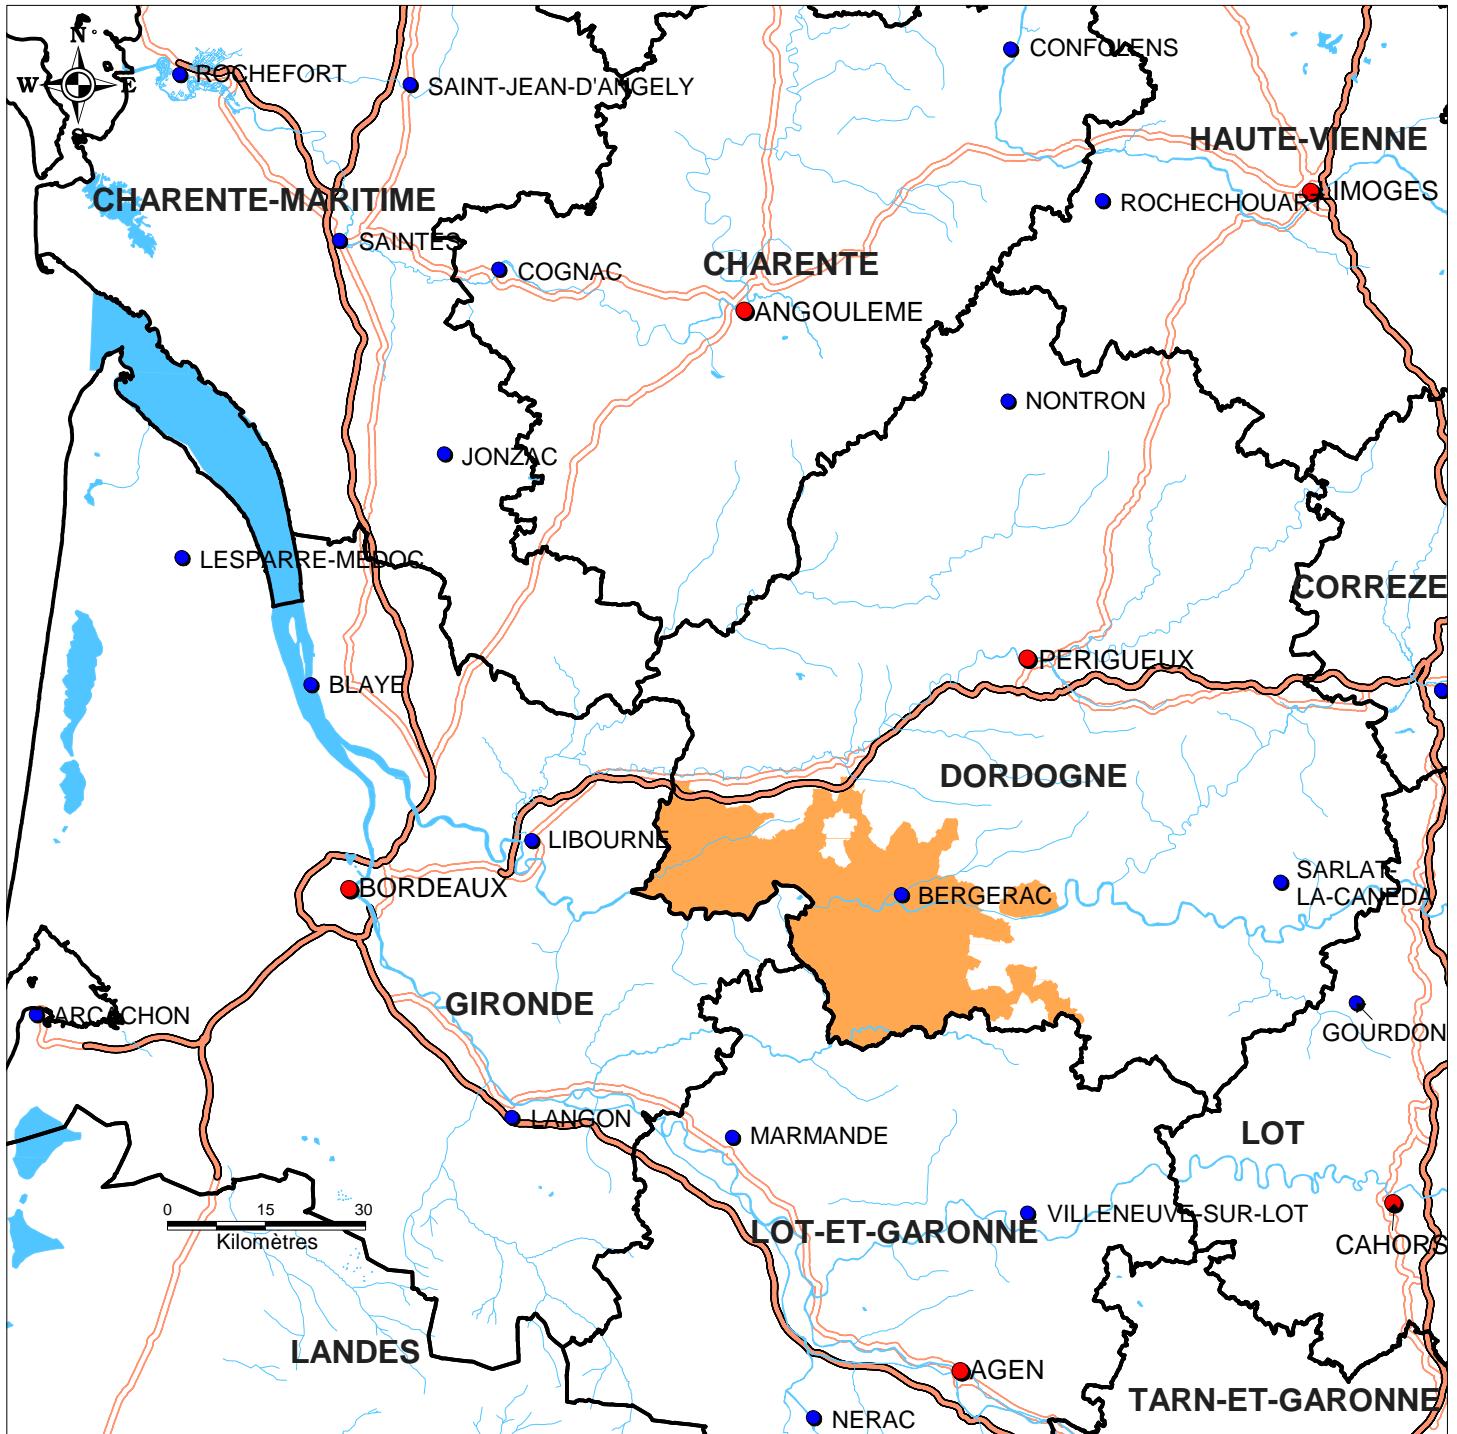 N
W E
S
ROCHEFORT
SAINT-JEAN-D'ANGELY
CONFOLENS
HAUTE-VIENNE
CHARENTE-MARITIME
LIMOGES
ROCHECHOUART
SAINTES
COGNAC
CHARENTE
ANGOULEME
NONTRON
JONZAC
LESPARRE-MEDOC
CORREZE
PERIGUEUX
BLAYE
DORDOGNE
LIBOURNE
BORDEAUX
BERGERAC
SARLAT-
LA-CANEDA
GIRONDE
ARCACHON
GOURDON
LANGON
MARMANDE
LOT
0 15 30
Kilomètres
VILLENEUVE-SUR-LOT
LOT-ET-GARONNE
CAHORS
LANDES
AGEN
TARN-ET-GARONNE
NERAC